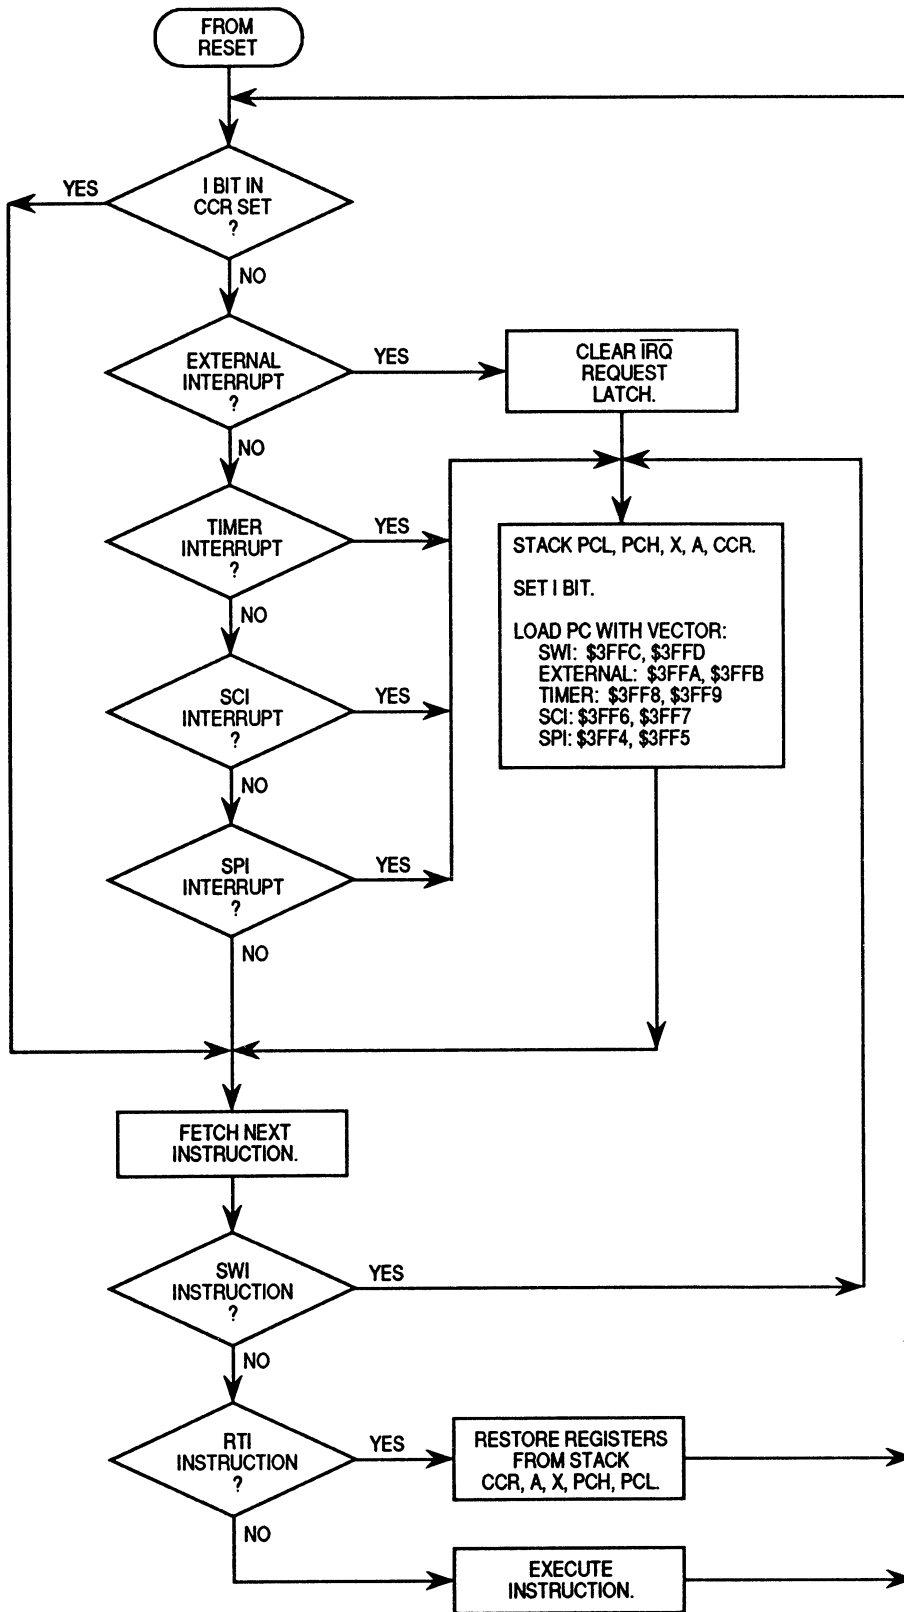 FROM
RESET
YES
I BIT IN
CCR SET
?
NO
EXTERNAL
INTERRUPT
?
YES
CLEAR IRQ
REQUEST
LATCH.
NO
TIMER
INTERRUPT
?
YES
STACK PCL, PCH, X, A, CCR.
SET I BIT.
LOAD PC WITH VECTOR:
SWI: $3FFC, $3FFD
EXTERNAL: $3FFA, $3FFB
TIMER: $3FF8, $3FF9
SCI: $3FF6, $3FF7
SPI: $3FF4, $3FF5
NO
SCI
INTERRUPT
?
YES
NO
SPI
INTERRUPT
?
YES
NO
FETCH NEXT
INSTRUCTION.
SWI
INSTRUCTION
?
YES
NO
RTI
INSTRUCTION
?
YES
RESTORE REGISTERS
FROM STACK
CCR, A, X, PCH, PCL.
NO
EXECUTE
INSTRUCTION.